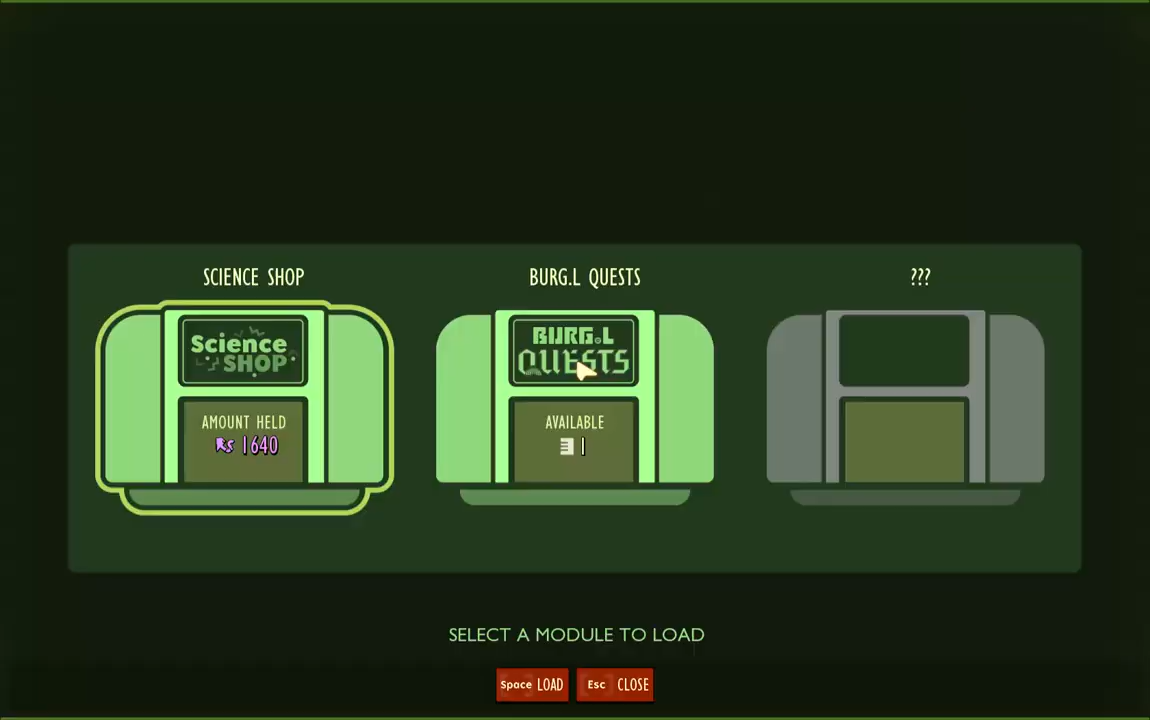 SCIENCE SHOP
BURG.L QUESTS
???
Science
SHOP
BURG.L
QUESTS
AMOUNT HELD
RS 1640
AVAILABLE
1
SELECT A MODULE TO LOAD
Space LOAD
Esc CLOSE